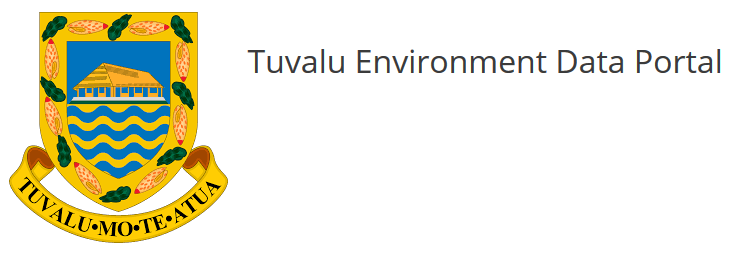 Tuvalu Environment Data Portal
TUVALU•MO•TE•ATUA